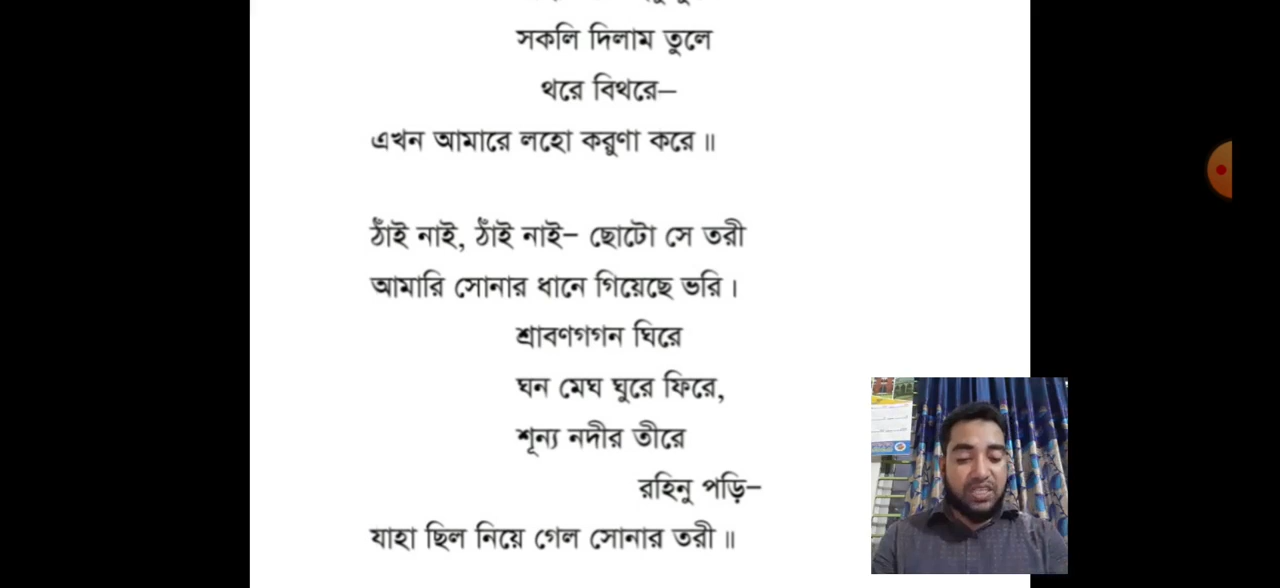 সকলি দিলাম তুলে
থরে বিথরে—
এখন আমারে লহো করুণা করে ॥
ঠাঁই নাই, ঠাঁই নাই– ছোটো সে তরী
আমারি সোনার ধানে গিয়েছে ভরি।
শ্রাবণগগন ঘিরে
ঘন মেঘ ঘুরে ফিরে,
শূন্য নদীর তীরে
রহিনু পড়ি–
যাহা ছিল নিয়ে গেল সোনার তরী ॥